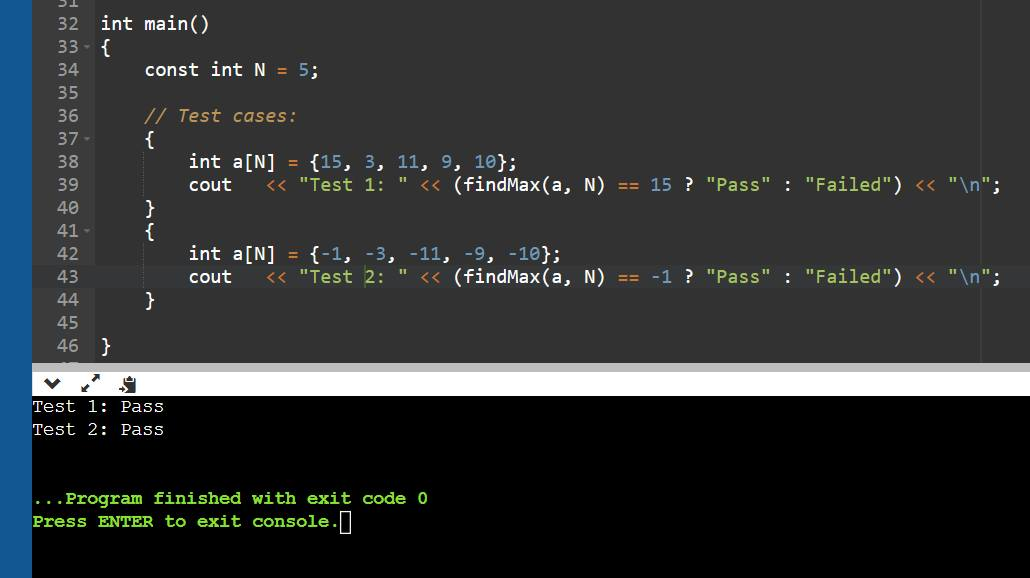 31
32 int main()
33 {
34     const int N = 5;
35
36     // Test cases:
37     {
38         int a[N] = {15, 3, 11, 9, 10};
39         cout   << "Test 1: " << (findMax(a, N) == 15 ? "Pass" : "Failed") << "\n";
40     }
41     {
42         int a[N] = {-1, -3, -11, -9, -10};
43         cout   << "Test 2: " << (findMax(a, N) == -1 ? "Pass" : "Failed") << "\n";
44     }
45
46 }
Test 1: Pass
Test 2: Pass
...Program finished with exit code 0
Press ENTER to exit console.